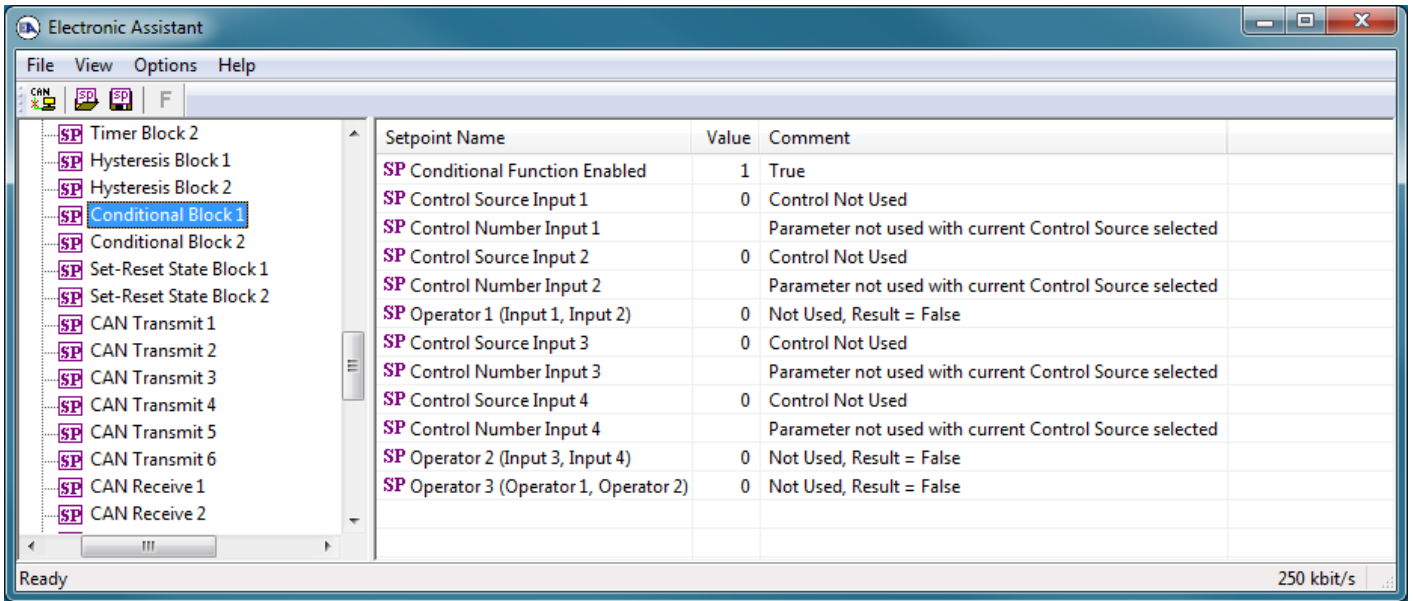 EA Electronic Assistant
File View Options Help
CAN SP SP F
SP Timer Block 2
SP Hysteresis Block 1
SP Hysteresis Block 2
SP Conditional Block 1
SP Conditional Block 2
SP Set-Reset State Block 1
SP Set-Reset State Block 2
SP CAN Transmit 1
SP CAN Transmit 2
SP CAN Transmit 3
SP CAN Transmit 4
SP CAN Transmit 5
SP CAN Transmit 6
SP CAN Receive 1
SP CAN Receive 2
Setpoint Name Value Comment
SP Conditional Function Enabled 1 True
SP Control Source Input 1 0 Control Not Used
SP Control Number Input 1 Parameter not used with current Control Source selected
SP Control Source Input 2 0 Control Not Used
SP Control Number Input 2 Parameter not used with current Control Source selected
SP Operator 1 (Input 1, Input 2) 0 Not Used, Result = False
SP Control Source Input 3 0 Control Not Used
SP Control Number Input 3 Parameter not used with current Control Source selected
SP Control Source Input 4 0 Control Not Used
SP Control Number Input 4 Parameter not used with current Control Source selected
SP Operator 2 (Input 3, Input 4) 0 Not Used, Result = False
SP Operator 3 (Operator 1, Operator 2) 0 Not Used, Result = False
Ready 250 kbit/s